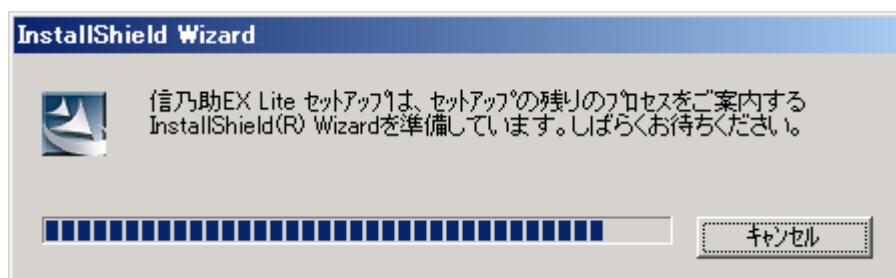 InstallShield Wizard
信乃助EX Lite セットアップは、セットアップの残りのプロセスをご案内する
InstallShield(R) Wizardを準備しています。しばらくお待ちください。
キャンセル